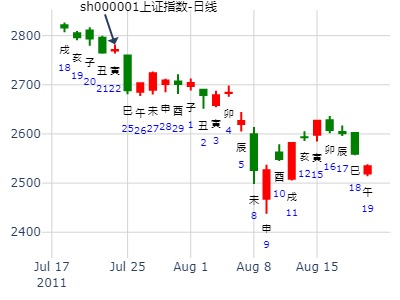 sh000001上证指数-日线
2800
2700
2600
2500
2400
戌 亥 子 丑 寅 巳 午 未 申 酉 子 丑 寅 卯 辰 未 申 酉 戌 亥 寅 卯 辰 巳 午
18 19 20 21 22 25 26 27 28 29 1 2 3 4 5 8 9 10 11 12 15 16 17 18 19
Jul 17 Jul 25 Aug 1 Aug 8 Aug 15
2011